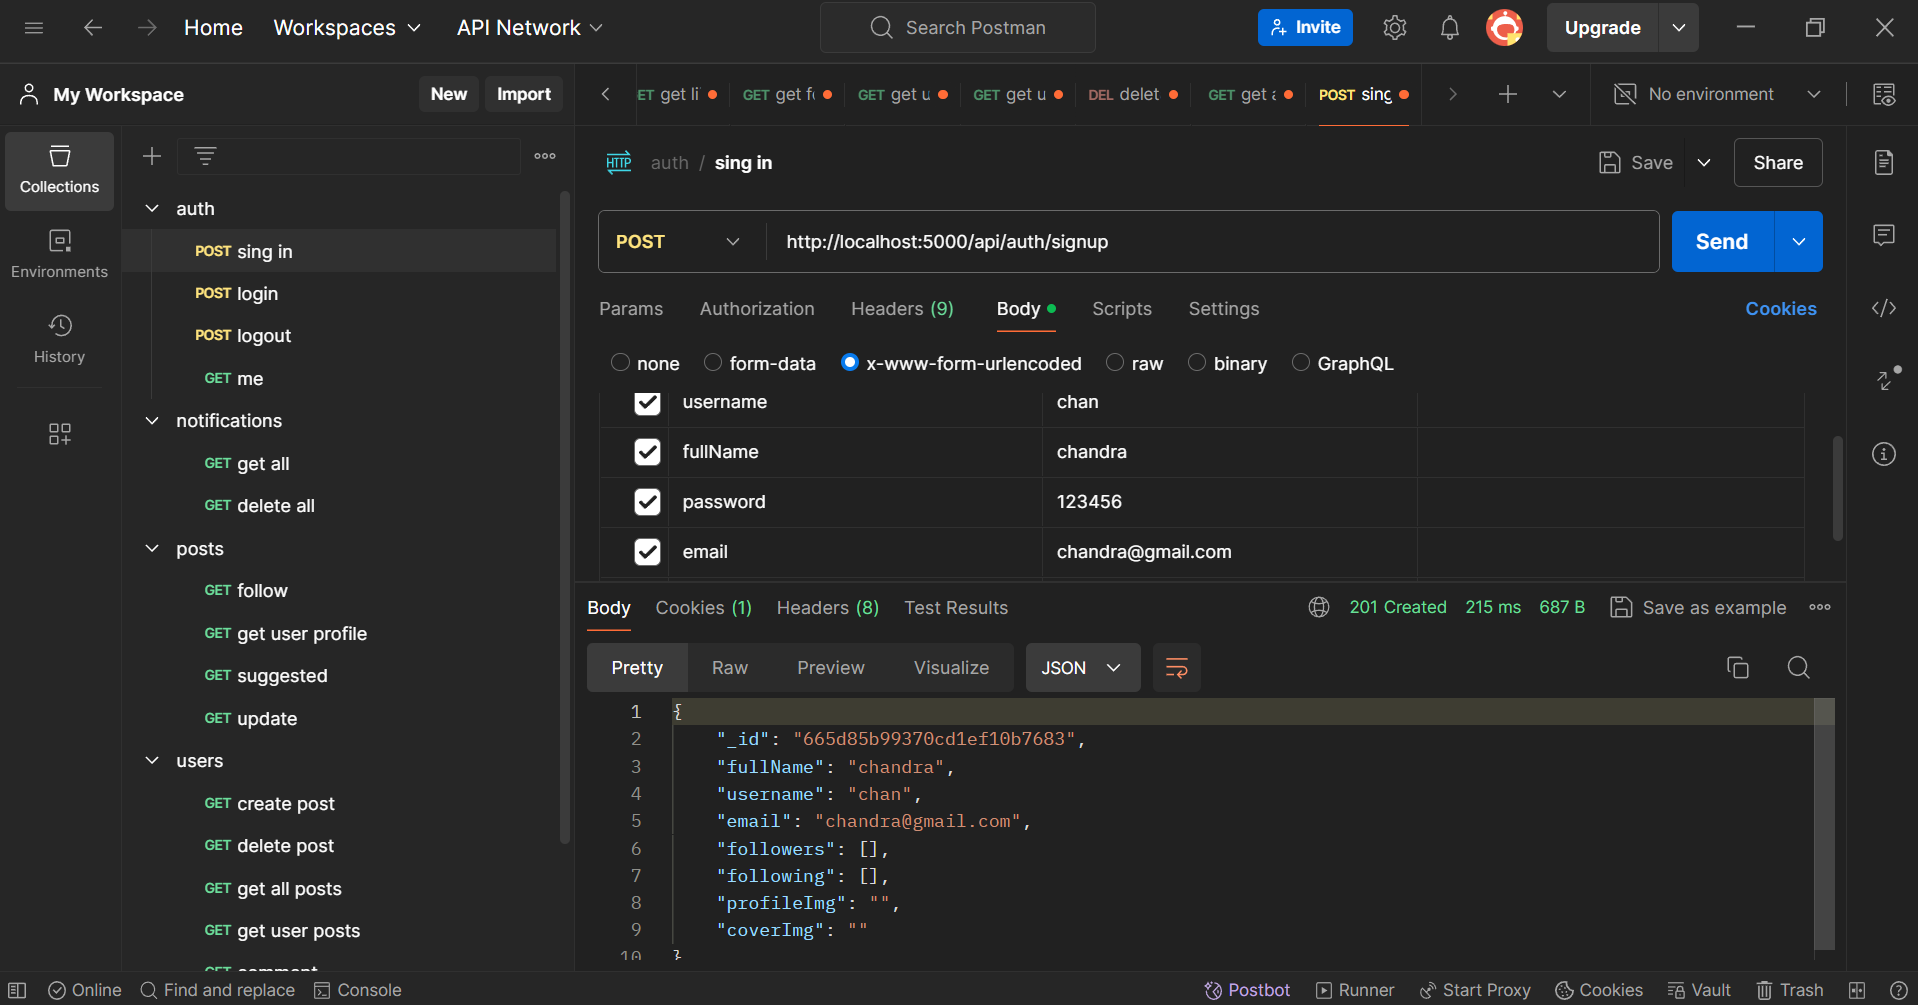 Home Workspaces API Network Search Postman Invite Upgrade
My Workspace New Import
ET get li GET get f GET get u GET get u DEL delet GET get a POST sing No environment
Collections
Environments
History
auth
POST sing in
POST login
POST logout
GET me
notifications
GET get all
GET delete all
posts
GET follow
GET get user profile
GET suggested
GET update
users
GET create post
GET delete post
GET get all posts
GET get user posts
GET comment
HTTP auth / sing in Save Share
POST http://localhost:5000/api/auth/signup Send
Params Authorization Headers (9) Body Scripts Settings Cookies
none form-data x-www-form-urlencoded raw binary GraphQL
username chan
fullName chandra
password 123456
email chandra@gmail.com
Body Cookies (1) Headers (8) Test Results 201 Created 215 ms 687 B Save as example
Pretty Raw Preview Visualize JSON
1 {
2 "_id": "665d85b99370cd1ef10b7683",
3 "fullName": "chandra",
4 "username": "chan",
5 "email": "chandra@gmail.com",
6 "followers": [],
7 "following": [],
8 "profileImg": "",
9 "coverImg": ""
10 }
Online Find and replace Console Postbot Runner Start Proxy Cookies Vault Trash